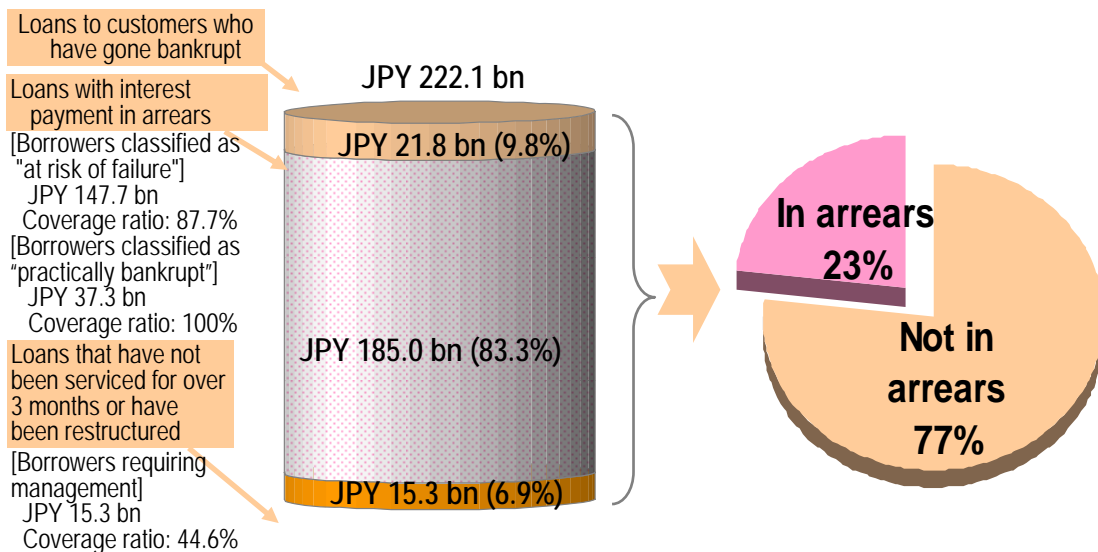 Loans to customers who
have gone bankrupt
Loans with interest
payment in arrears
[Borrowers classified as
"at risk of failure"]
JPY 147.7 bn
Coverage ratio: 87.7%
[Borrowers classified as
“practically bankrupt”]
JPY 37.3 bn
Coverage ratio: 100%
Loans that have not
been serviced for over
3 months or have
been restructured
[Borrowers requiring
management]
JPY 15.3 bn
Coverage ratio: 44.6%
JPY 222.1 bn
JPY 21.8 bn (9.8%)
JPY 185.0 bn (83.3%)
JPY 15.3 bn (6.9%)
In arrears
23%
Not in
arrears
77%